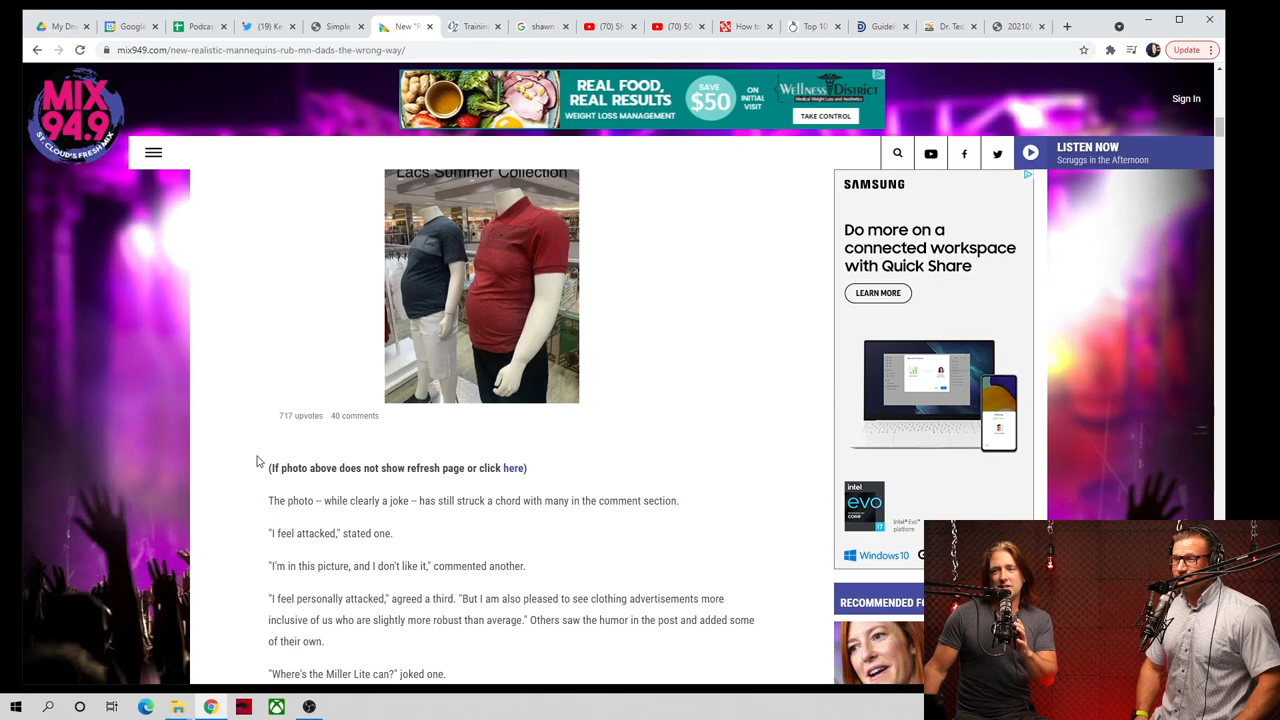 My Dr
Google
Podcas
(19) Ke
Simple
New "R
Training
shawn
(70) Sh
(70) 50
How to
Top 10
Guidel
Dr. Ted
202109
mix949.com/new-realistic-mannequins-rub-mn-dads-the-wrong-way/
Update
MIX
94.9
ST. CLOUD'S FRESH MIX
REAL FOOD,
REAL RESULTS
WEIGHT LOSS MANAGEMENT
SAVE
$50
ON
INITIAL
VISIT
WELLNESS DISTRICT
Medical Weight Loss and Aesthetics
TAKE CONTROL
Sign In
LISTEN NOW
Scruggs in the Afternoon
Lacs Summer Collection
717 upvotes 40 comments
(If photo above does not show refresh page or click here)
The photo -- while clearly a joke -- has still struck a chord with many in the comment section.
"I feel attacked," stated one.
"I'm in this picture, and I don't like it," commented another.
"I feel personally attacked," agreed a third. "But I am also pleased to see clothing advertisements more
inclusive of us who are slightly more robust than average." Others saw the humor in the post and added some
of their own.
"Where's the Miller Lite can?" joked one.
SAMSUNG
Do more on a
connected workspace
with Quick Share
LEARN MORE
intel
evo
CORE
i7
Intel® Evo™
platform
Windows 10
RECOMMENDED FO